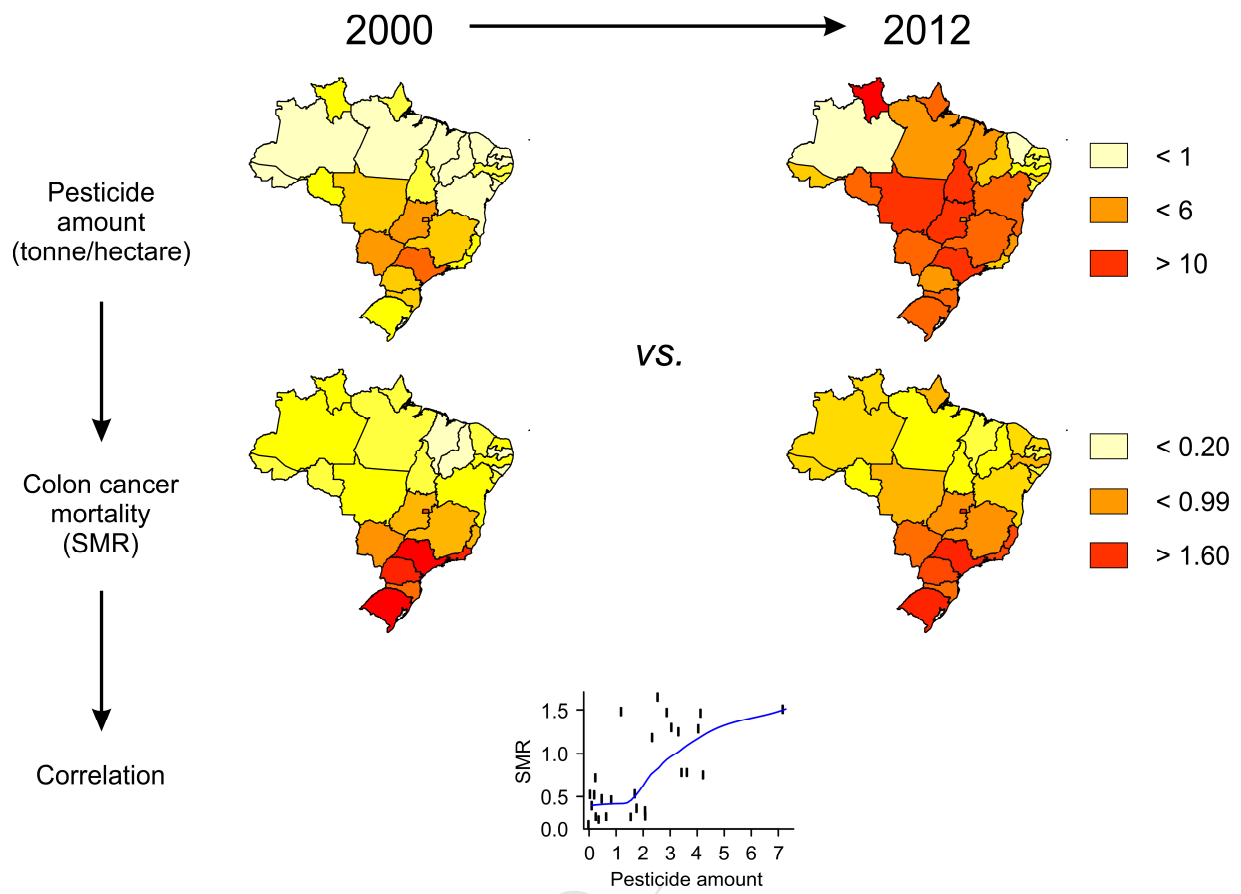 2000
2012
Pesticide
amount
(tonne/hectare)
< 1
< 6
> 10
vs.
Colon cancer
mortality
(SMR)
< 0.20
< 0.99
> 1.60
Correlation
SMR
1.5
1.0
0.5
0.0
0 1 2 3 4 5 6 7
Pesticide amount